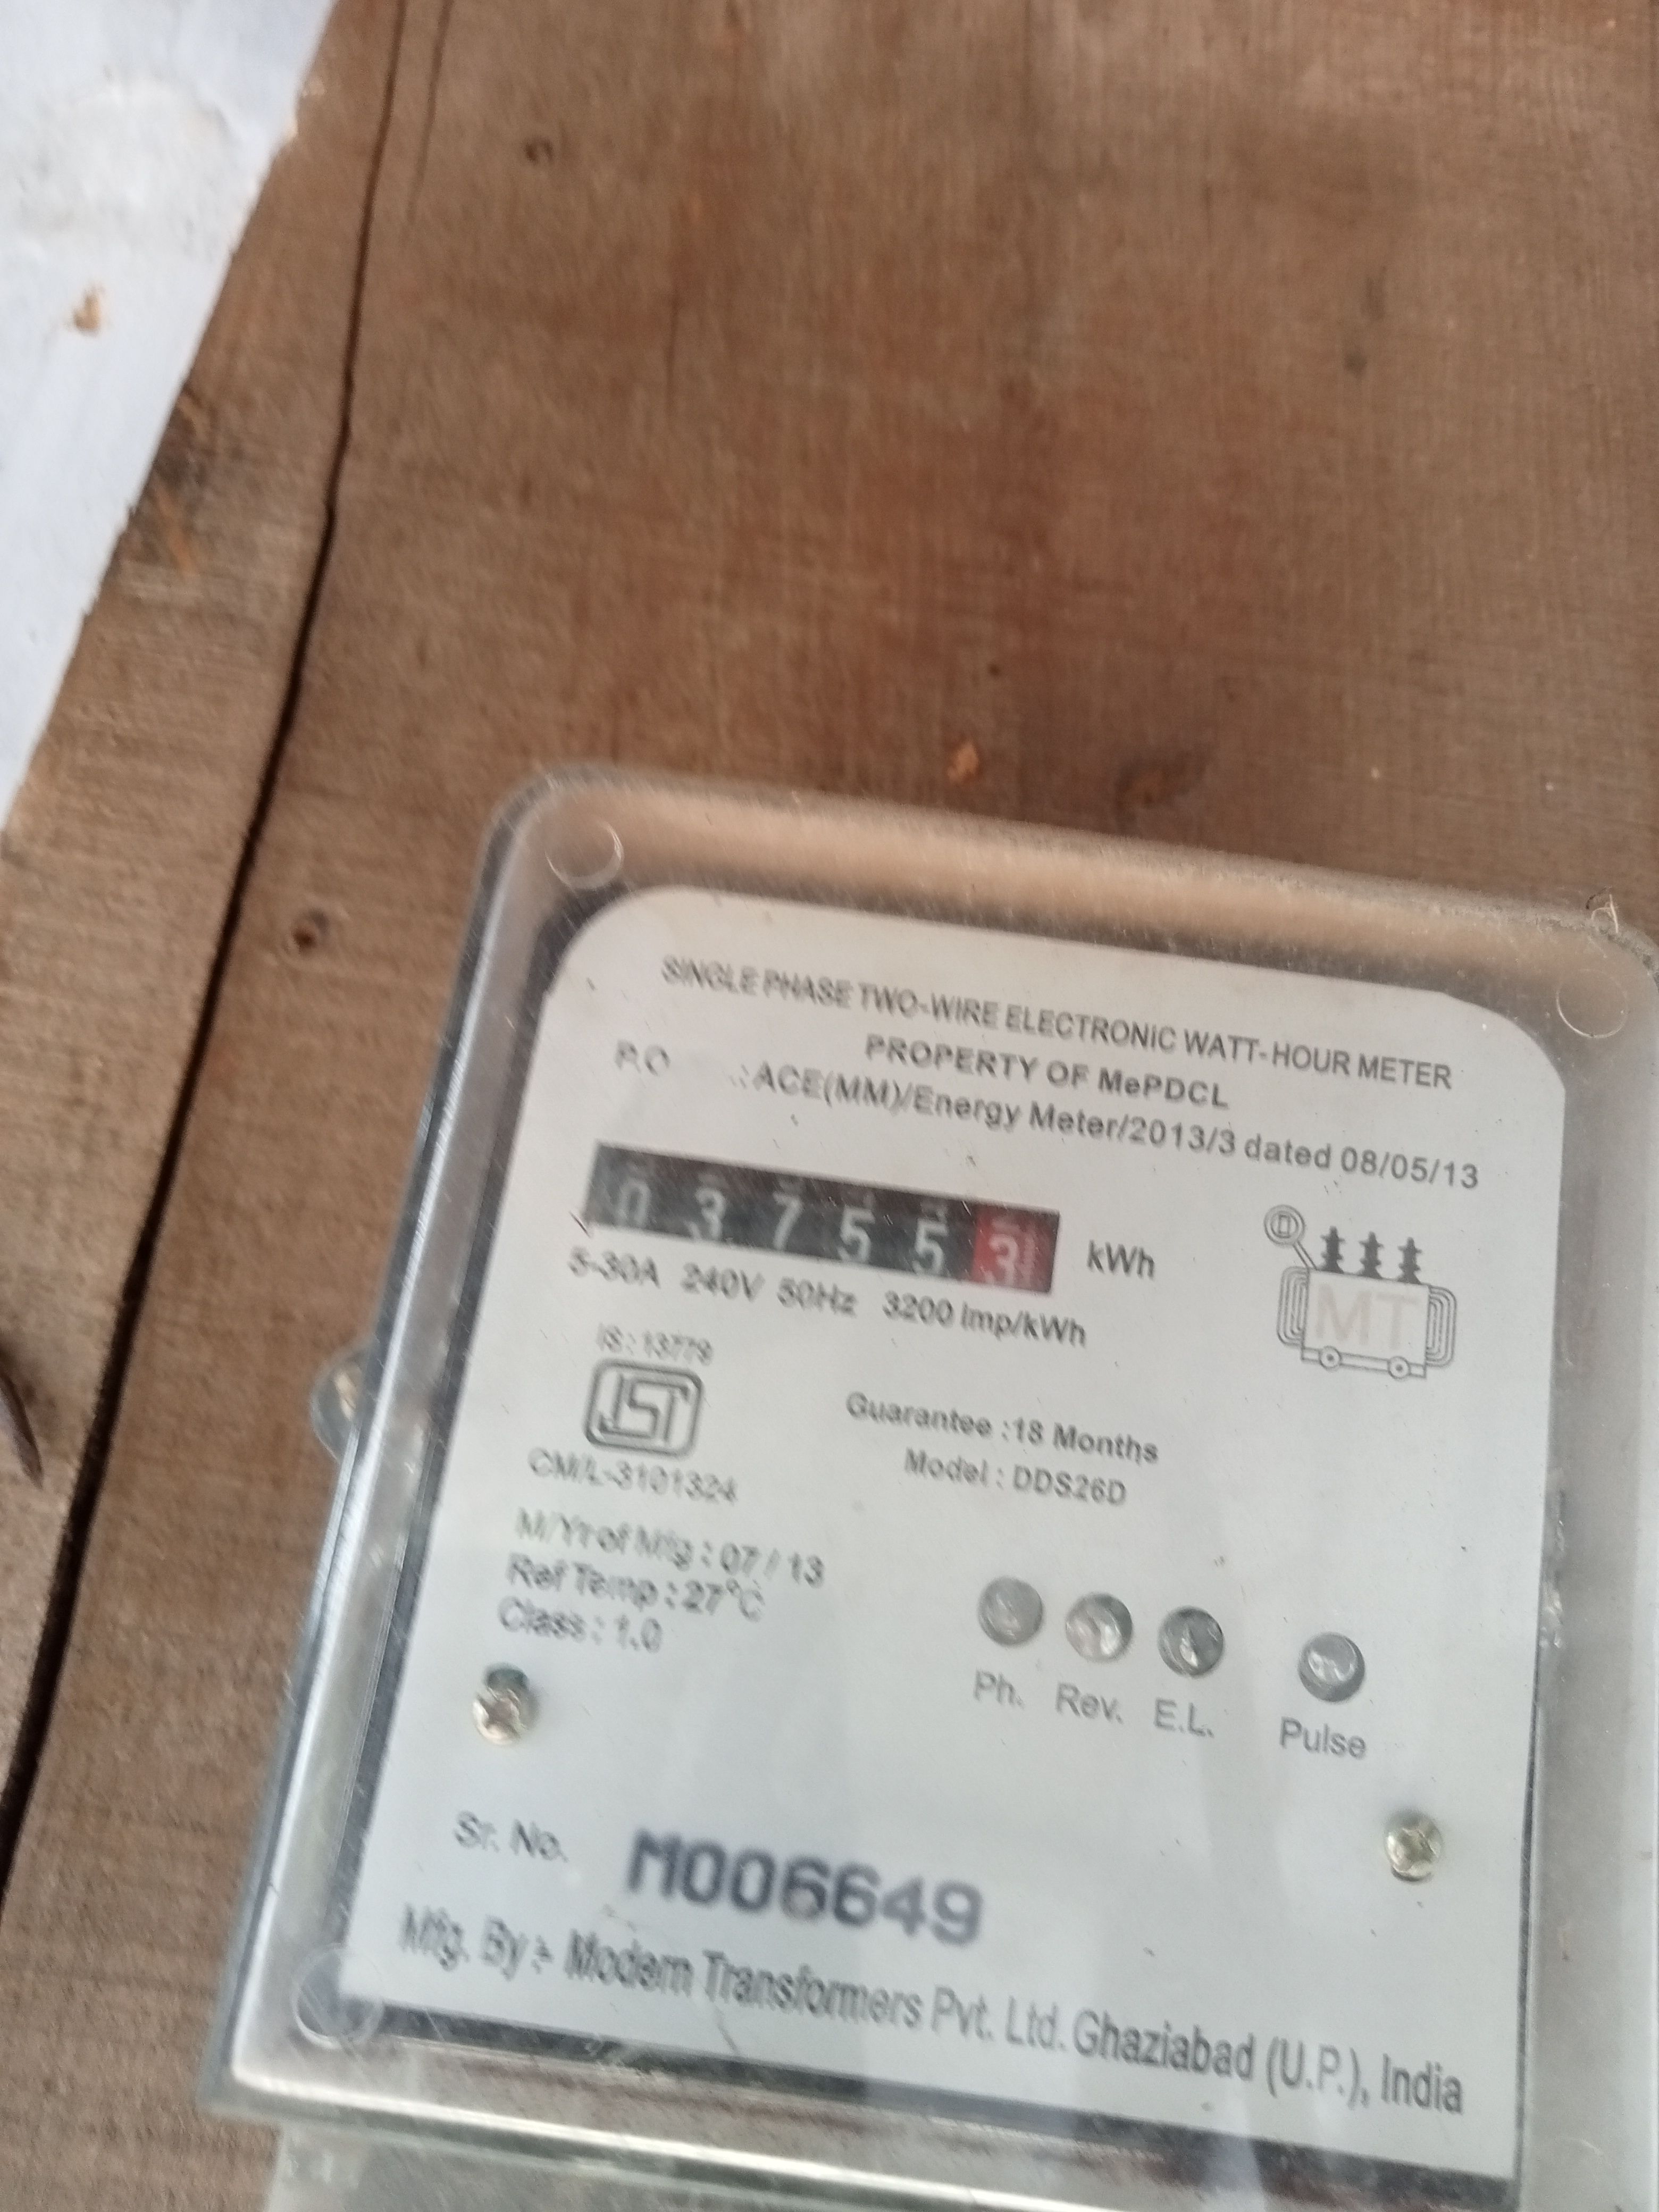 SINGLE PHASE TWO-WIRE ELECTRONIC WATT-HOUR METER
PROPERTY OF MePDCL
P.O :ACE(MM)/Energy Meter/2013/3 dated 08/05/13
037553 kWh
5-30A 240V 50Hz 3200 Imp/kWh
IS : 13779
ISI
CM/L-3101324
MT
Guarantee :18 Months
Model : DDS26D
M/Yr of Mfg : 07 / 13
Ref Temp : 27°C
Class : 1.0
Ph. Rev. E.L. Pulse
Sr. No. M006649
Mfg. By :- Modern Transformers Pvt. Ltd. Ghaziabad (U.P.), India